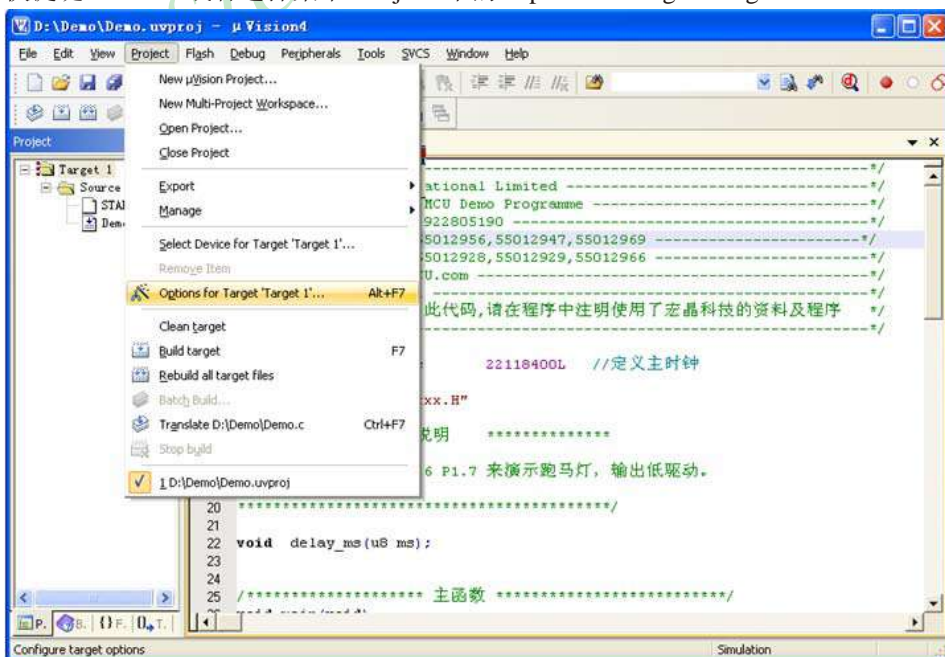 D:\Demo\Demo.uvproj - µVision4
File Edit View Project Flash Debug Peripherals Tools SVCS Window Help
Project
Target 1
Source
New µVision Project...
New Multi-Project Workspace...
Open Project...
Close Project
Export
Manage
Select Device for Target 'Target 1'...
Remove Item
Options for Target 'Target 1'... Alt+F7
Clean target
Build target F7
Rebuild all target files
Batch Build...
Translate D:\Demo\Demo.c Ctrl+F7
Stop build
1 D:\Demo\Demo.uvproj
----------------------------------------*/
ational Limited ----------------------*/
MCU Demo Programme -------------------*/
922805190 ----------------------------*/
55012956,55012947,55012969 -------------*/
55012928,55012929,55012966 -------------*/
U.com --------------------------------*/
----------------------------------------*/
此代码,请在程序中注明使用了宏晶科技的资料及程序 */
----------------------------------------*/
22118400L //定义主时钟
xx.H"
说明 **************
6 P1.7 来演示跑马灯，输出低驱动。
20 ******************************************/
21
22 void delay_ms(u8 ms);
23
24
25 /******************** 主函数 **************************/
P. B. {} F. 0 T.
Configure target options Simulation